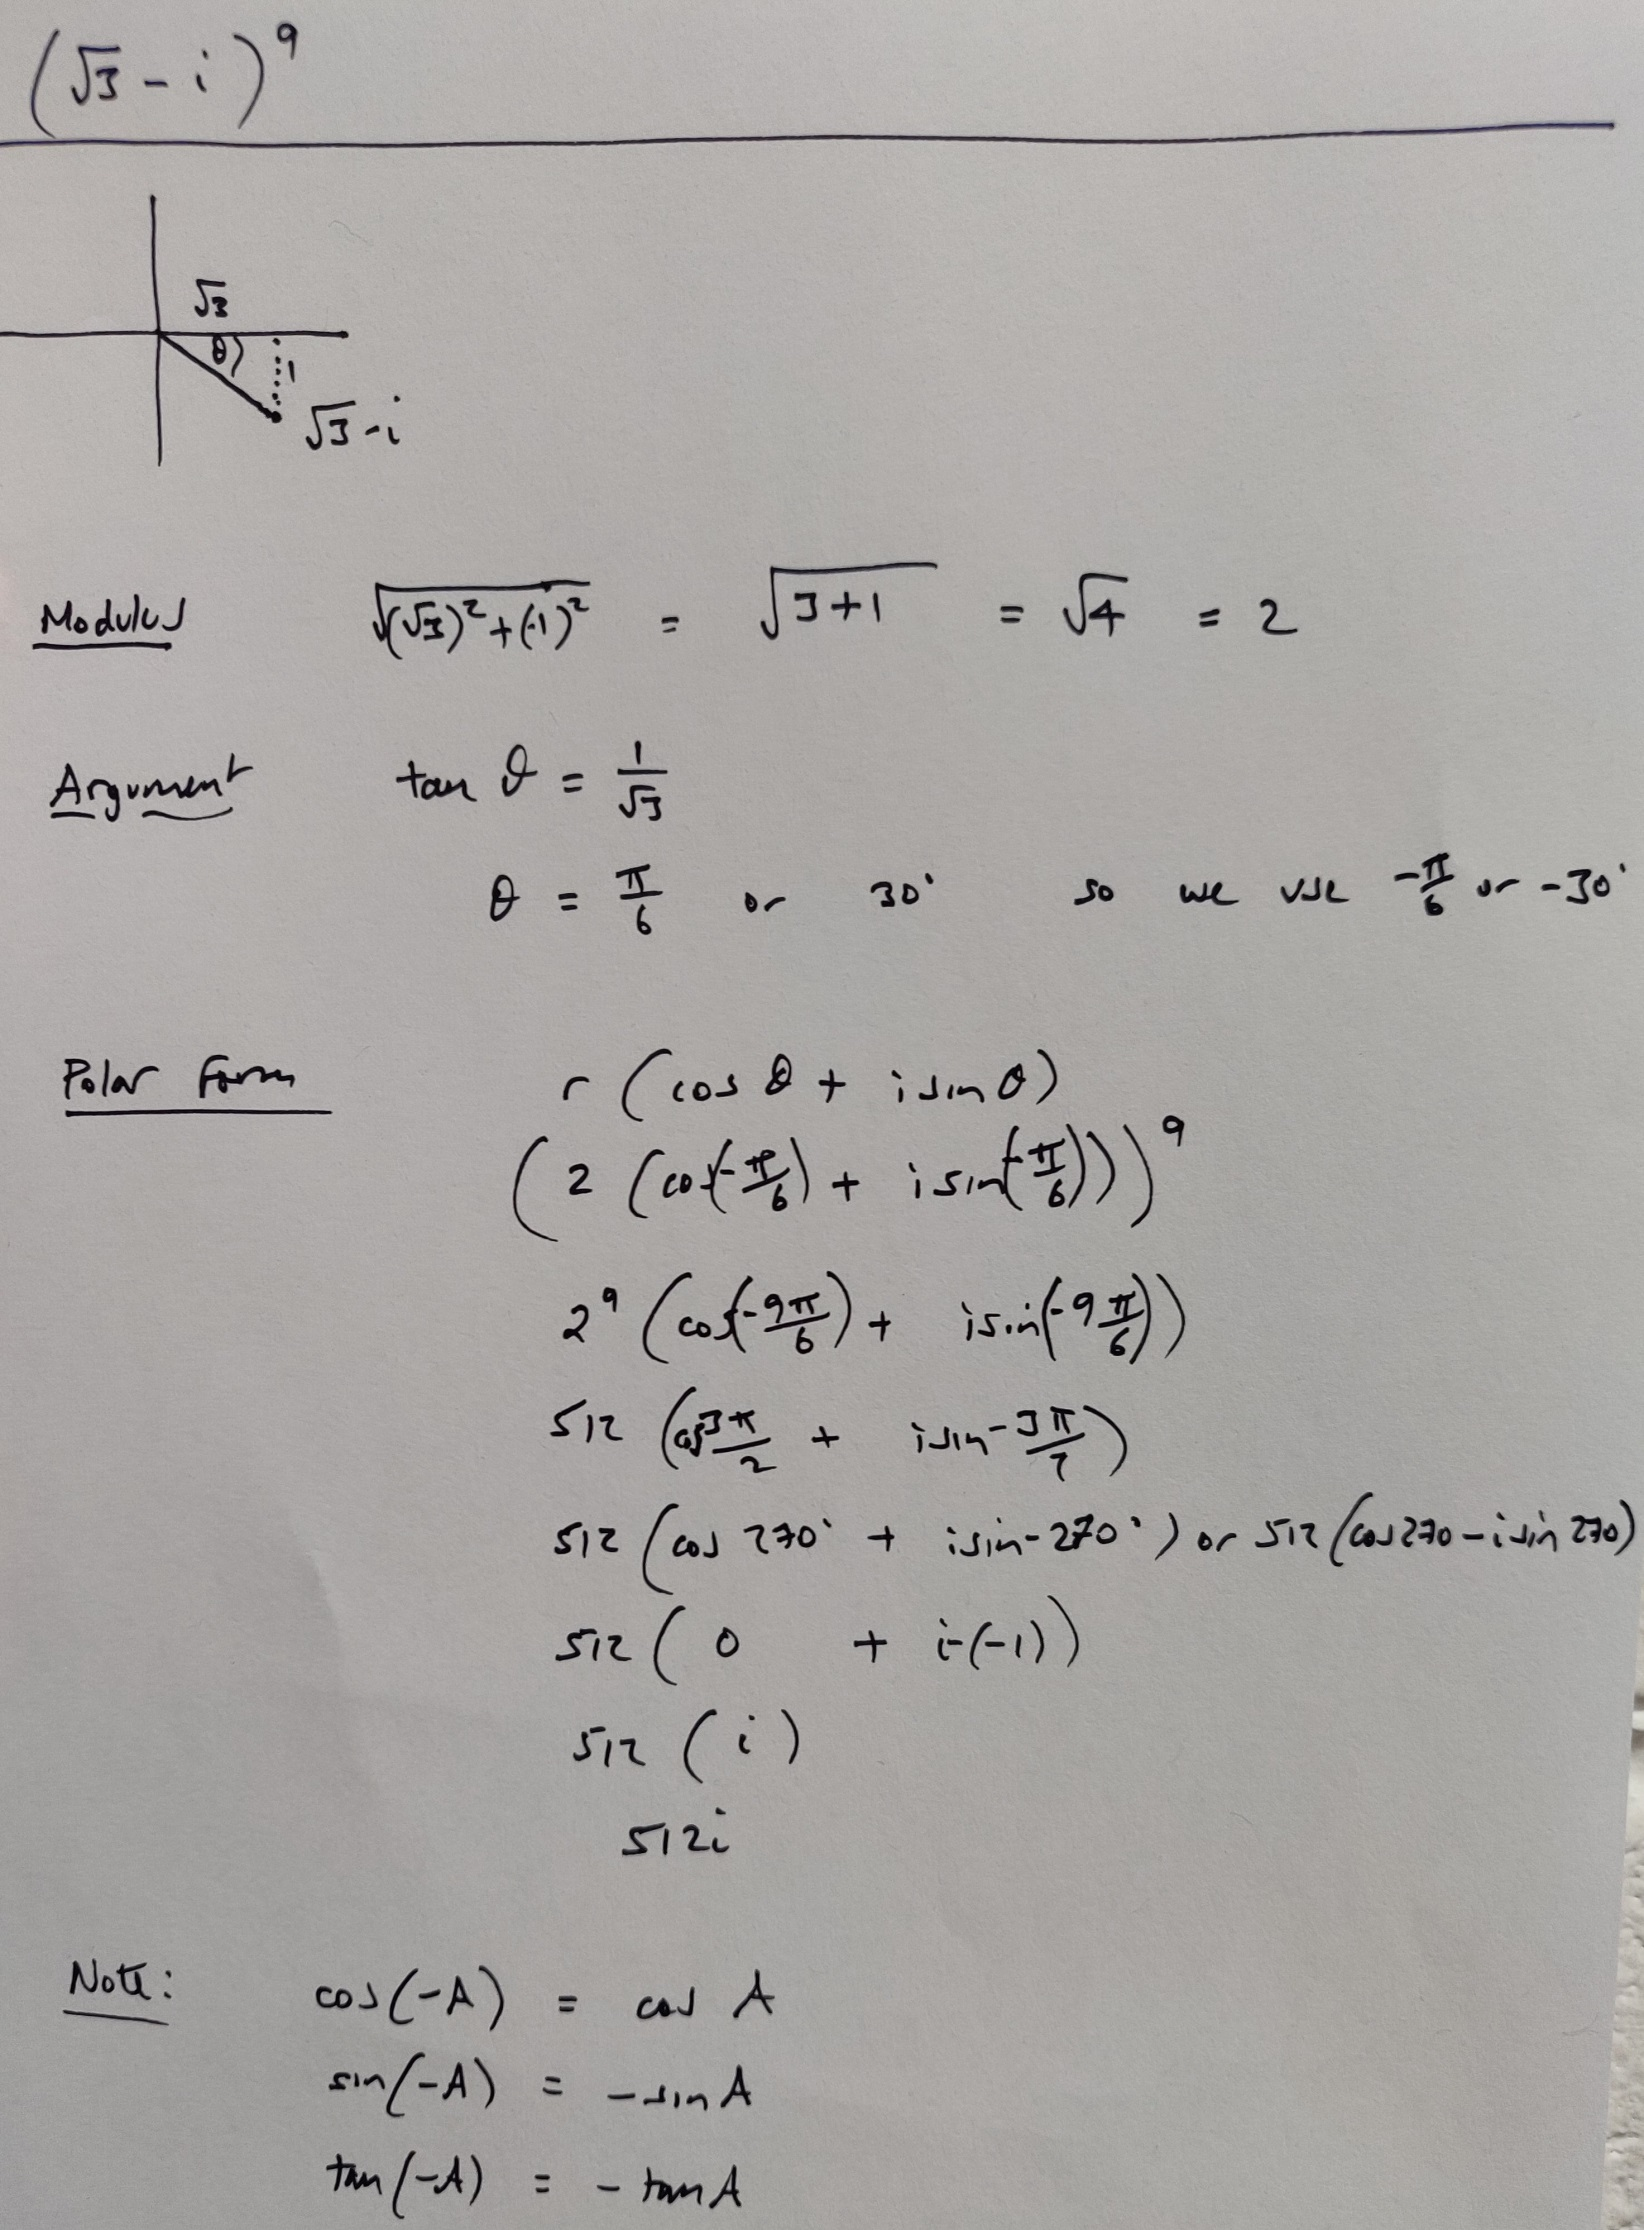 (√3 - i)⁹
√3
θ
1
√3 - i
Modulus √((√3)² + (-1)²) = √(3+1) = √4 = 2
Argument tan θ = 1/√3
θ = π/6 or 30° so we use -π/6 or -30°
Polar Form r (cos θ + i sin θ)
(2 (cos(-π/6) + i sin(-π/6)))⁹
2⁹ (cos(-9π/6) + i sin(-9π/6))
512 (cos 3π/2 + i sin -3π/2)
512 (cos 270° + i sin -270°) or 512 (cos 270 - i sin 270)
512 ( 0 + i-(-1))
512 ( i )
512i
Note: cos(-A) = cos A
sin(-A) = - sin A
tan(-A) = - tan A